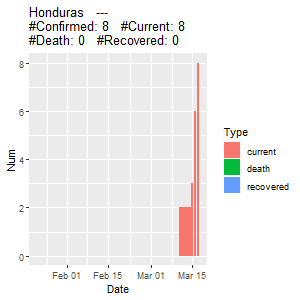 Honduras   ---
#Confirmed: 8   #Current: 8
#Death: 0   #Recovered: 0
8
6
4
2
0
Num
Feb 01 Feb 15 Mar 01 Mar 15
Date
Type
current
death
recovered